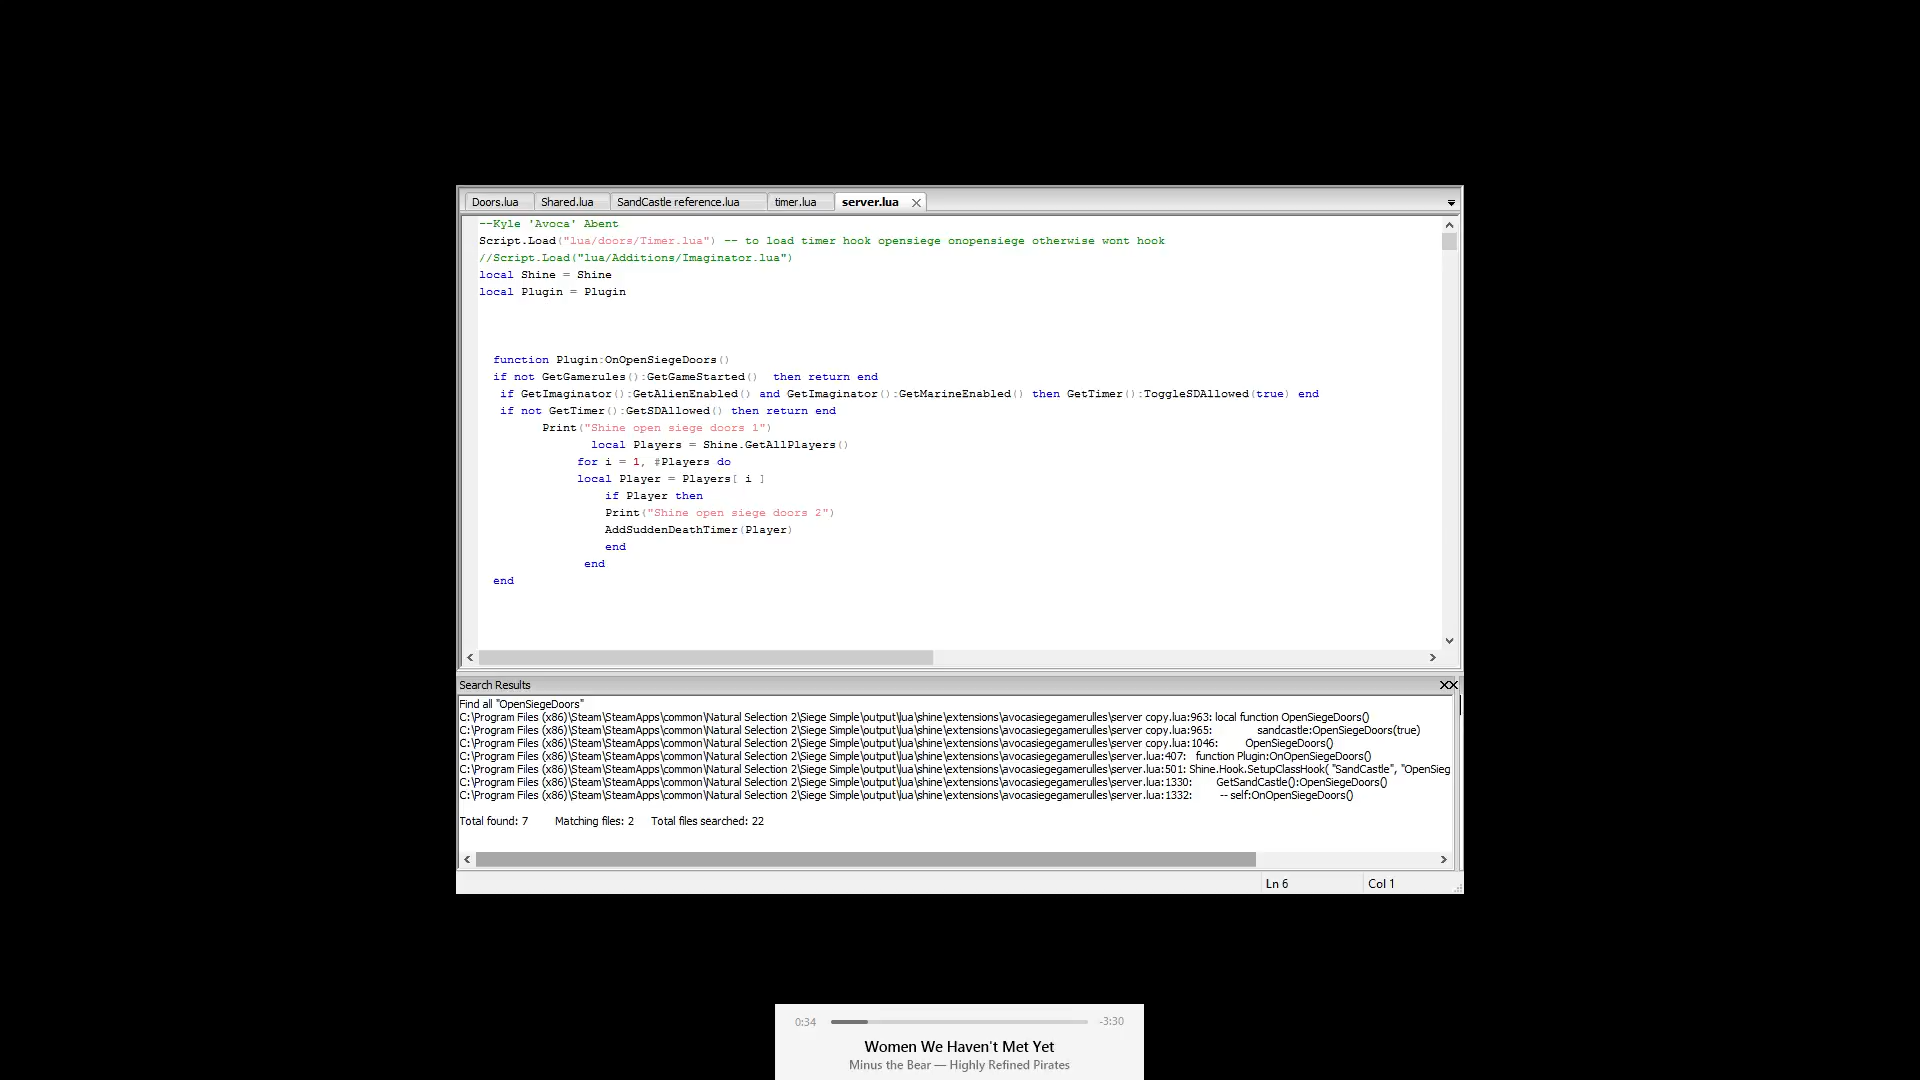 Doors.lua Shared.lua SandCastle reference.lua timer.lua server.lua
--Kyle 'Avoca' Abent
Script.Load("lua/doors/Timer.lua") -- to load timer hook opensiege onopensiege otherwise wont hook
//Script.Load("lua/Additions/Imaginator.lua")
local Shine = Shine
local Plugin = Plugin
function Plugin:OnOpenSiegeDoors()
if not GetGamerules():GetGameStarted() then return end
if GetImaginator():GetAlienEnabled() and GetImaginator():GetMarineEnabled() then GetTimer():ToggleSDAllowed(true) end
if not GetTimer():GetSDAllowed() then return end
Print("Shine open siege doors 1")
local Players = Shine.GetAllPlayers()
for i = 1, #Players do
local Player = Players[ i ]
if Player then
Print("Shine open siege doors 2")
AddSuddenDeathTimer(Player)
end
end
end
Search Results
Find all "OpenSiegeDoors"
C:\Program Files (x86)\Steam\SteamApps\common\Natural Selection 2\Siege Simple\output\lua\shine\extensions\avocasiegegamerulles\server copy.lua:963: local function OpenSiegeDoors()
C:\Program Files (x86)\Steam\SteamApps\common\Natural Selection 2\Siege Simple\output\lua\shine\extensions\avocasiegegamerulles\server copy.lua:965: sandcastle:OpenSiegeDoors(true)
C:\Program Files (x86)\Steam\SteamApps\common\Natural Selection 2\Siege Simple\output\lua\shine\extensions\avocasiegegamerulles\server copy.lua:1046: OpenSiegeDoors()
C:\Program Files (x86)\Steam\SteamApps\common\Natural Selection 2\Siege Simple\output\lua\shine\extensions\avocasiegegamerulles\server.lua:407: function Plugin:OnOpenSiegeDoors()
C:\Program Files (x86)\Steam\SteamApps\common\Natural Selection 2\Siege Simple\output\lua\shine\extensions\avocasiegegamerulles\server.lua:501: Shine.Hook.SetupClassHook( "SandCastle", "OpenSieg
C:\Program Files (x86)\Steam\SteamApps\common\Natural Selection 2\Siege Simple\output\lua\shine\extensions\avocasiegegamerulles\server.lua:1330: GetSandCastle():OpenSiegeDoors()
C:\Program Files (x86)\Steam\SteamApps\common\Natural Selection 2\Siege Simple\output\lua\shine\extensions\avocasiegegamerulles\server.lua:1332: -- self:OnOpenSiegeDoors()
Total found: 7 Matching files: 2 Total files searched: 22
Ln 6 Col 1
0:34 -3:30
Women We Haven't Met Yet
Minus the Bear — Highly Refined Pirates